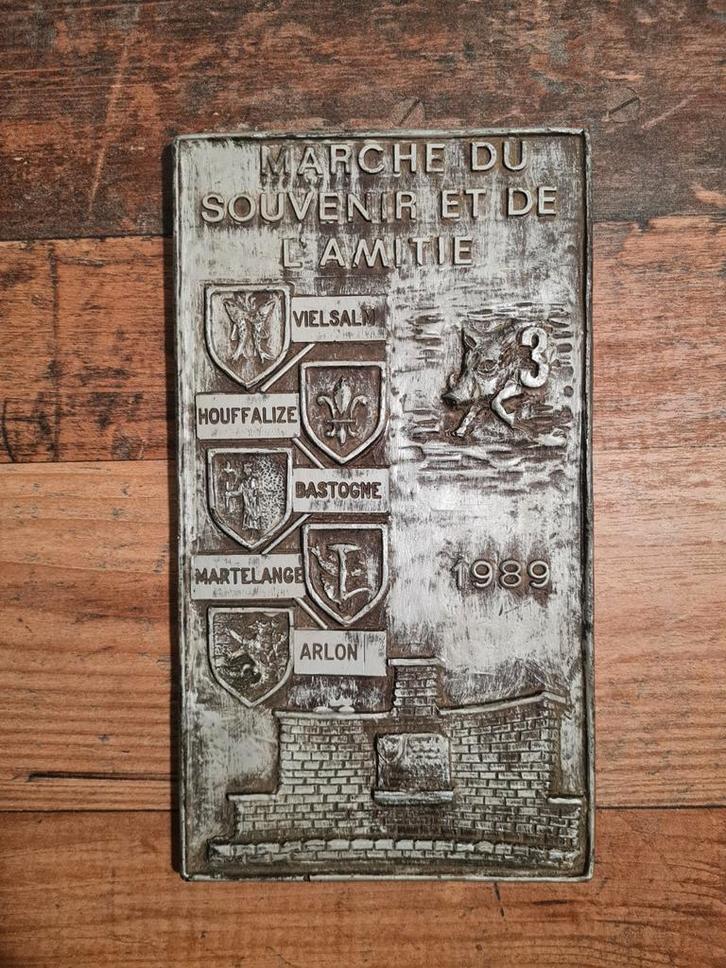 MARCHE DU
SOUVENIR ET DE
L'AMITIE
VIELSALM
3
HOUFFALIZE
BASTOGNE
1989
MARTELANGE
ARLON